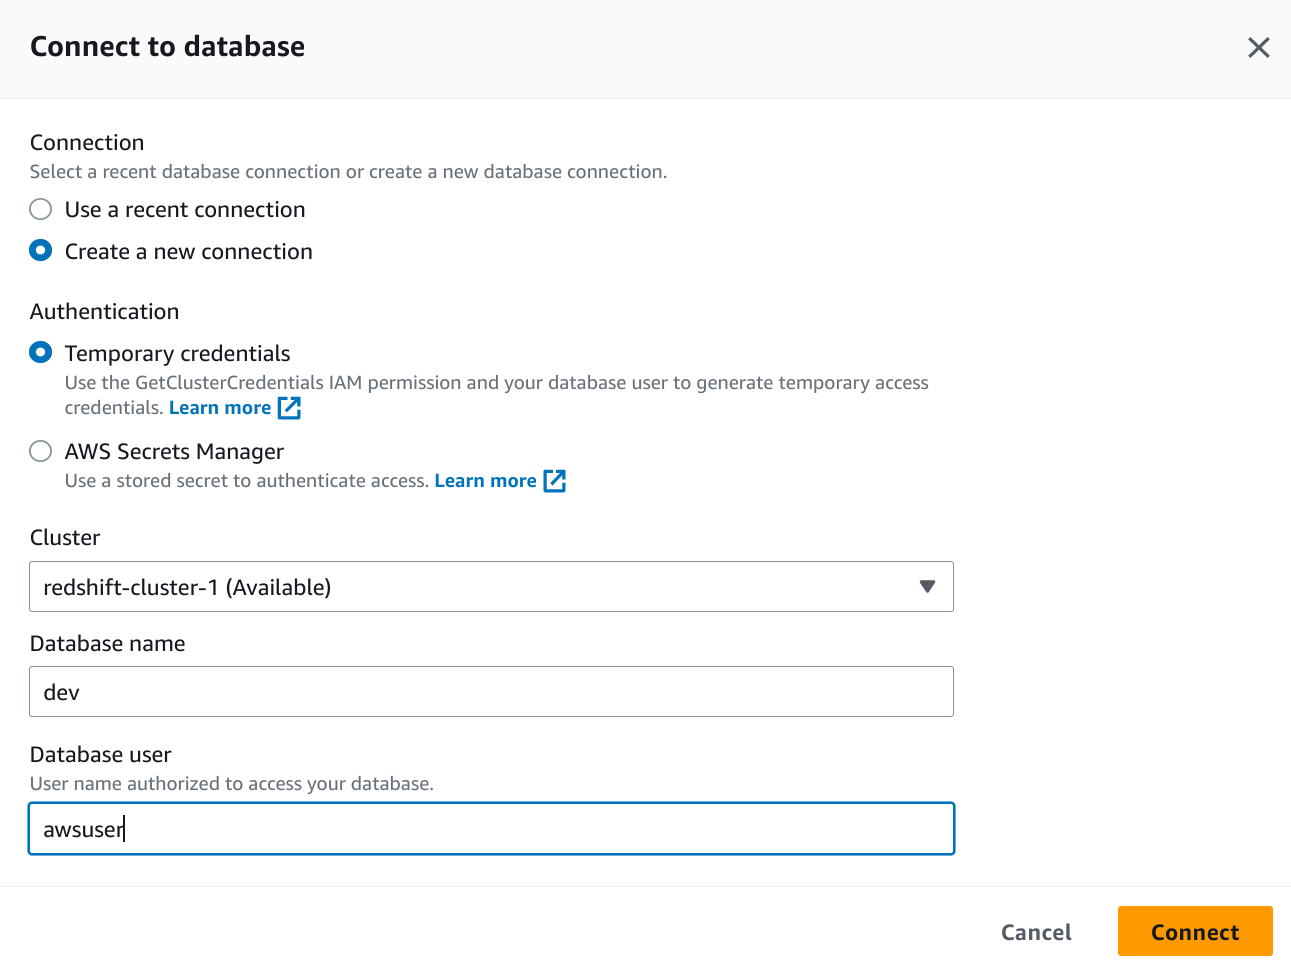 Connect to database
Connection
Select a recent database connection or create a new database connection.
Use a recent connection
Create a new connection
Authentication
Temporary credentials
Use the GetClusterCredentials IAM permission and your database user to generate temporary access
credentials. Learn more
AWS Secrets Manager
Use a stored secret to authenticate access. Learn more
Cluster
redshift-cluster-1 (Available)
Database name
dev
Database user
User name authorized to access your database.
awsuser
Cancel Connect